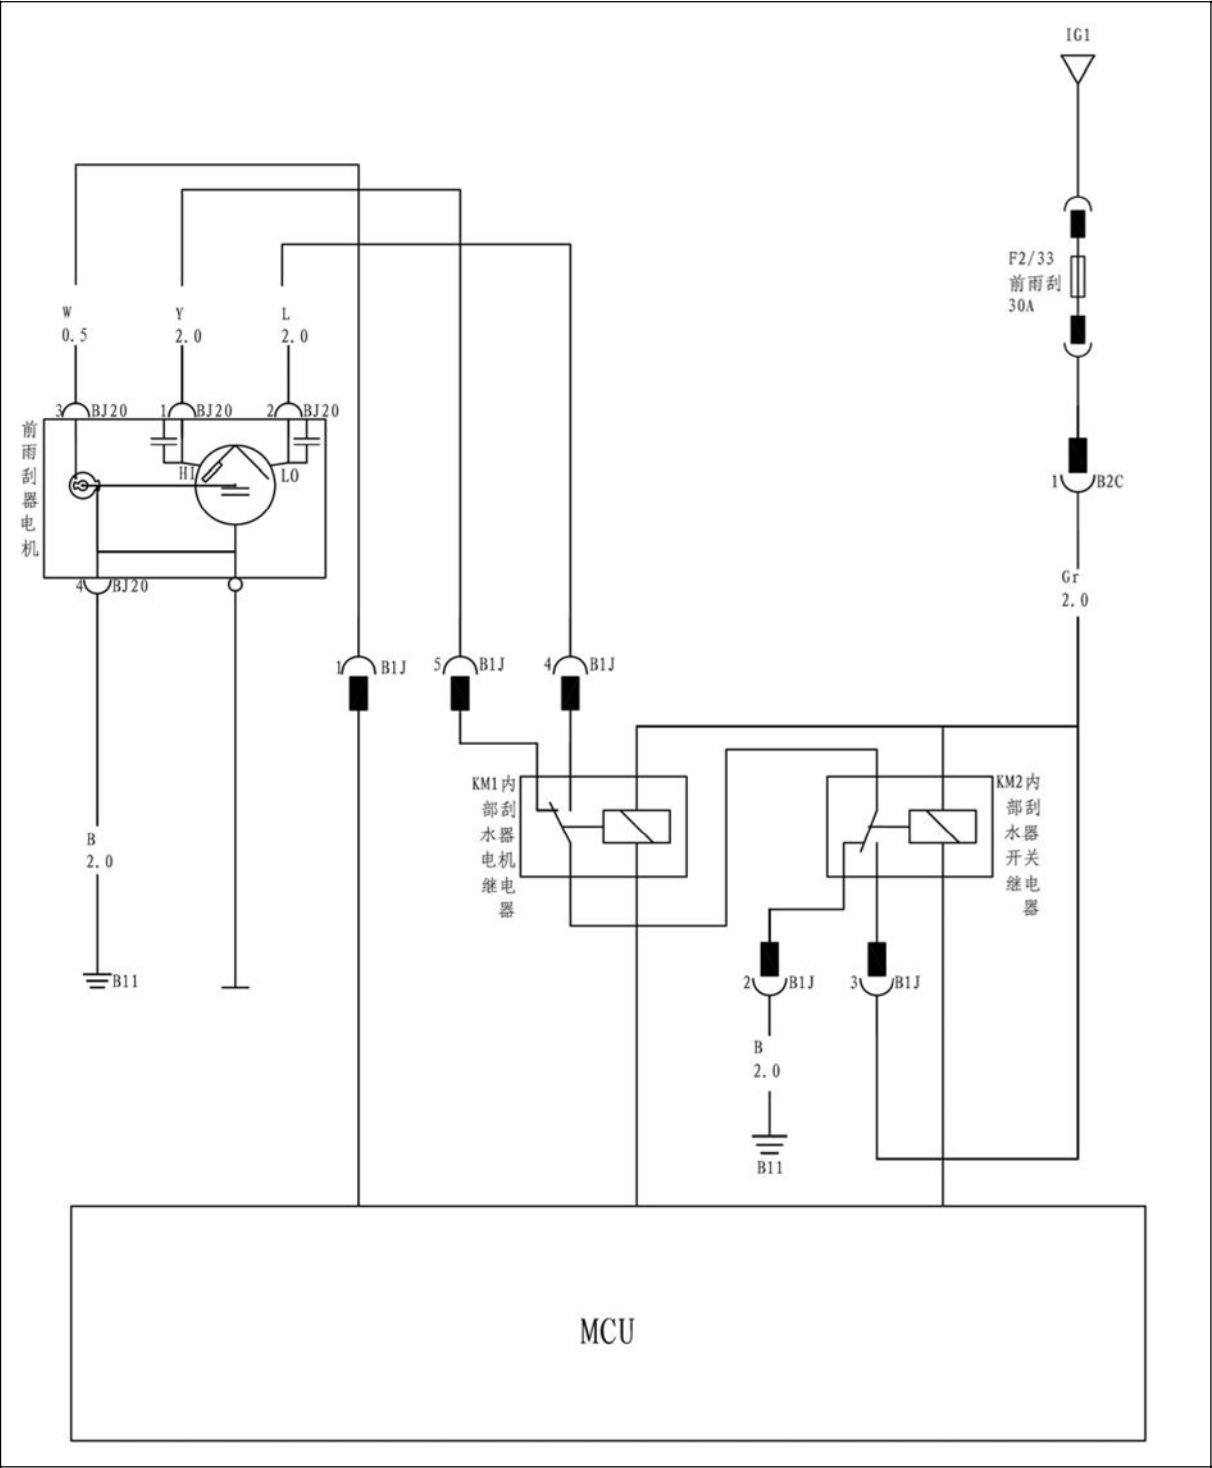 IG1
F2/33
前雨刮
30A
W
0.5
Y
2.0
L
2.0
3
BJ20
1
BJ20
2
BJ20
前
雨
刮
器
电
机
HI
LO
1
B2C
4
BJ20
Gr
2.0
1
B1J
5
B1J
4
B1J
KM1内
部刮
水器
电机
继电
器
KM2内
部刮
水器
开关
继电
器
B
2.0
B11
2
B1J
3
B1J
B
2.0
B11
MCU